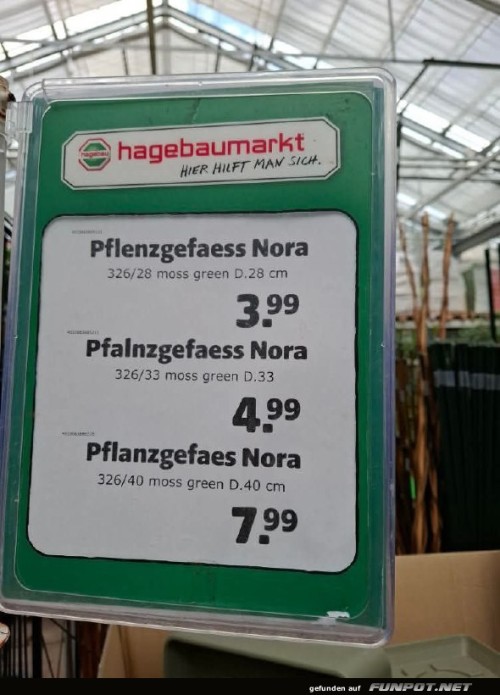 hagebau
hagebaumarkt
HIER HILFT MAN SICH.
Pflenzgefaess Nora
326/28 moss green D.28 cm
3.99
Pfalnzgefaess Nora
326/33 moss green D.33
4.99
Pflanzgefaes Nora
326/40 moss green D.40 cm
7.99
gefunden auf FUNPOT.NET